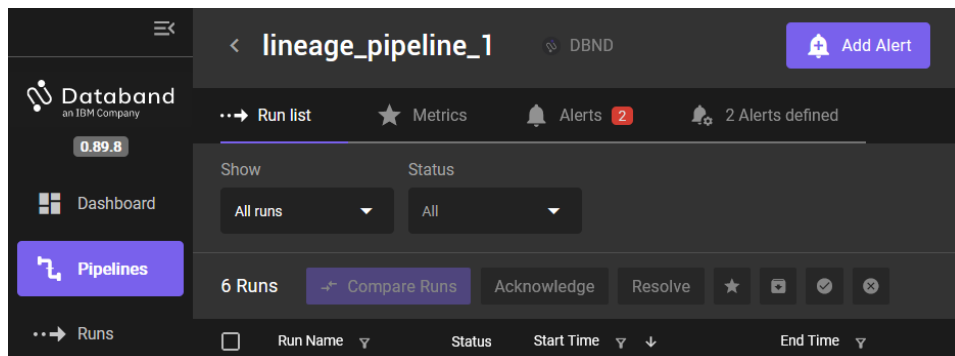 lineage_pipeline_1
DBND
Add Alert
Databand
an IBM Company
0.89.8
Run list
Metrics
Alerts 2
2 Alerts defined
Dashboard
Pipelines
Runs
Show
Status
All runs
All
6 Runs
Compare Runs
Acknowledge
Resolve
Run Name
Status
Start Time
End Time